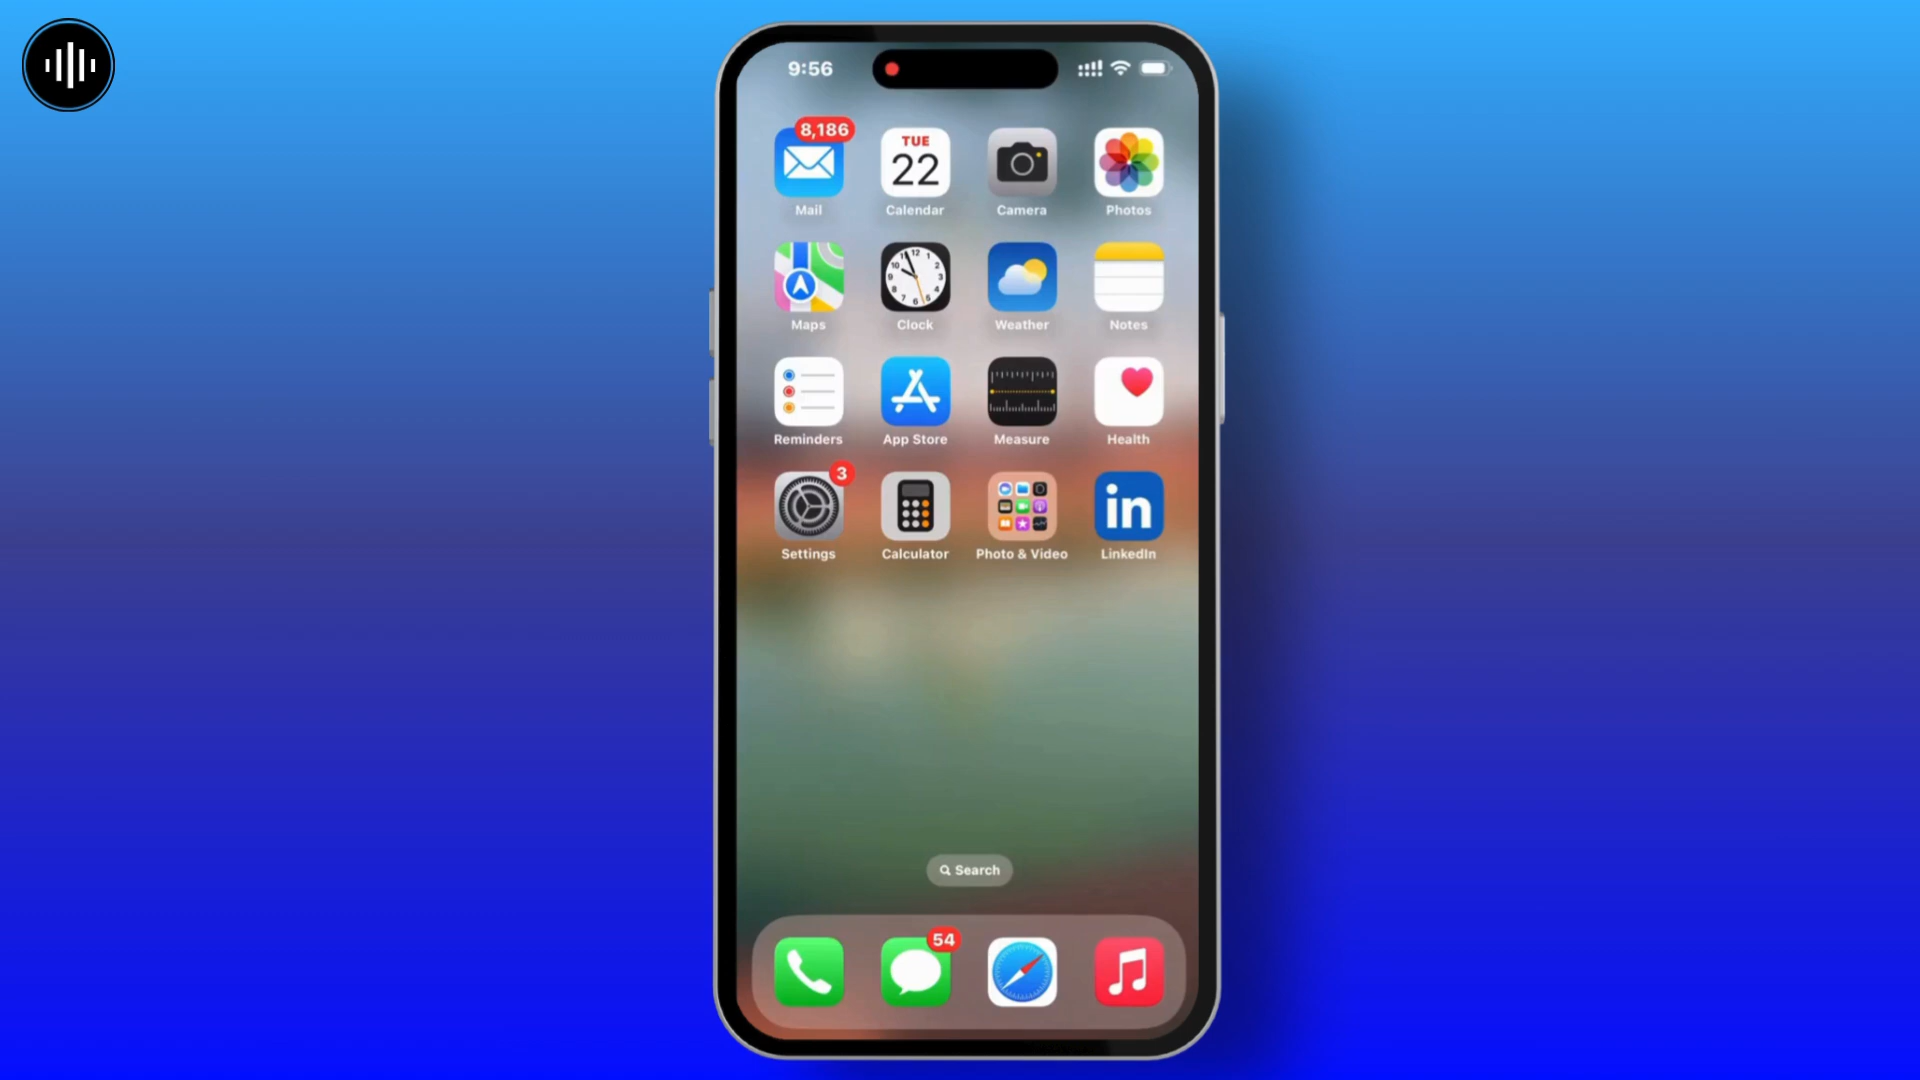 9:56
8,186
TUE
22
Mail Calendar Camera Photos
Maps Clock Weather Notes
Reminders App Store Measure Health
3
in
Settings Calculator Photo & Video LinkedIn
Search
54